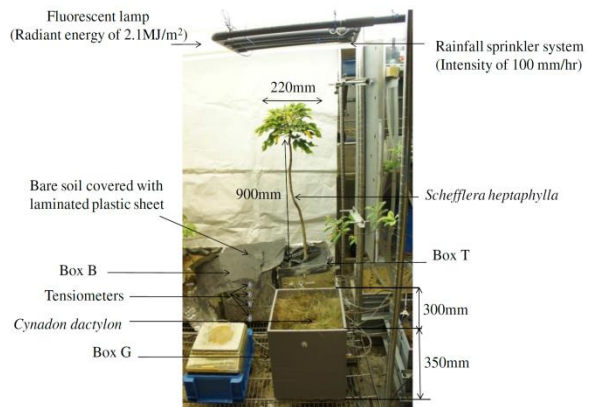 Fluorescent lamp
(Radiant energy of 2.1MJ/m²)
Rainfall sprinkler system
(Intensity of 100 mm/hr)
220mm
Bare soil covered with
laminated plastic sheet
900mm
Schefflera heptaphylla
Box B
Box T
Tensiometers
300mm
Cynadon dactylon
Box G
350mm